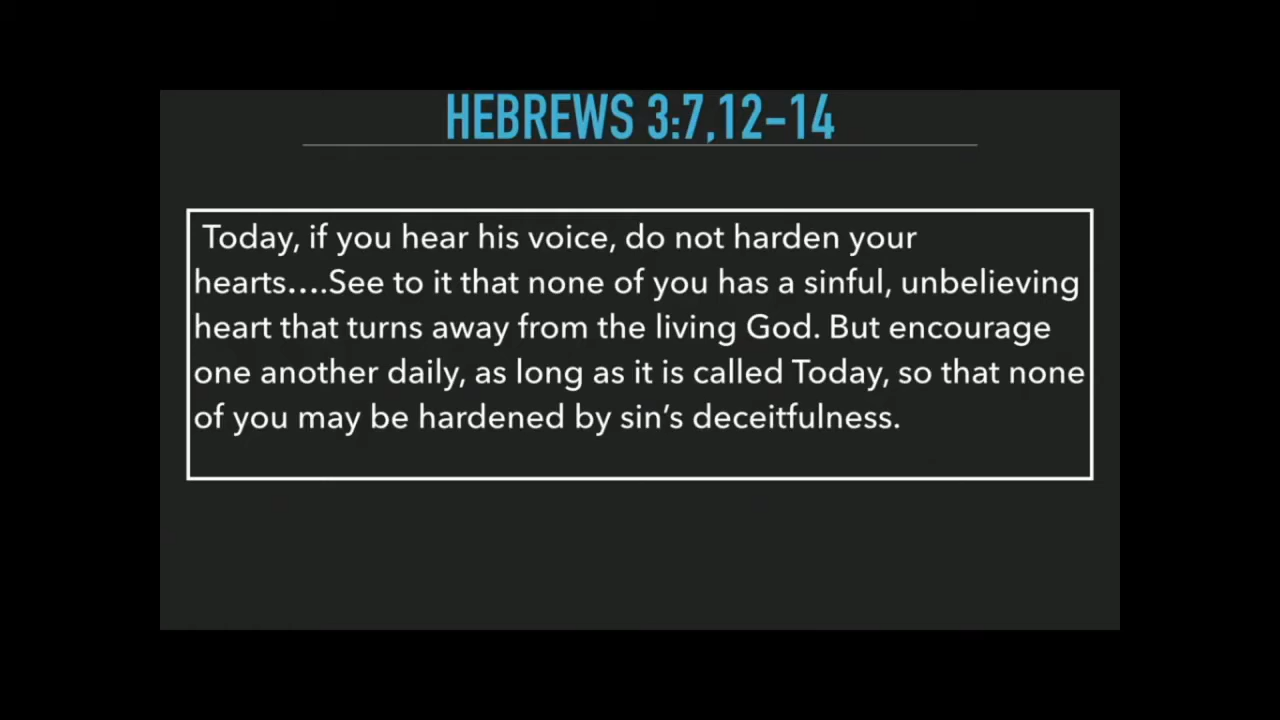 HEBREWS 3:7,12-14
Today, if you hear his voice, do not harden your
hearts....See to it that none of you has a sinful, unbelieving
heart that turns away from the living God. But encourage
one another daily, as long as it is called Today, so that none
of you may be hardened by sin’s deceitfulness.